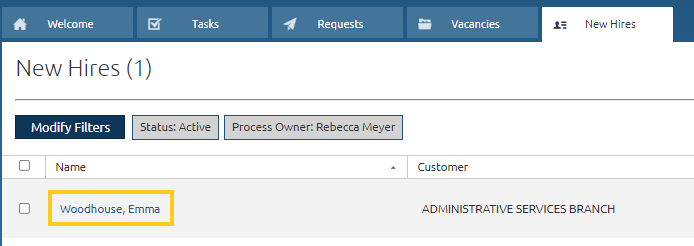 Welcome Tasks Requests Vacancies New Hires
New Hires (1)
Modify Filters Status: Active Process Owner: Rebecca Meyer
Name Customer
Woodhouse, Emma ADMINISTRATIVE SERVICES BRANCH